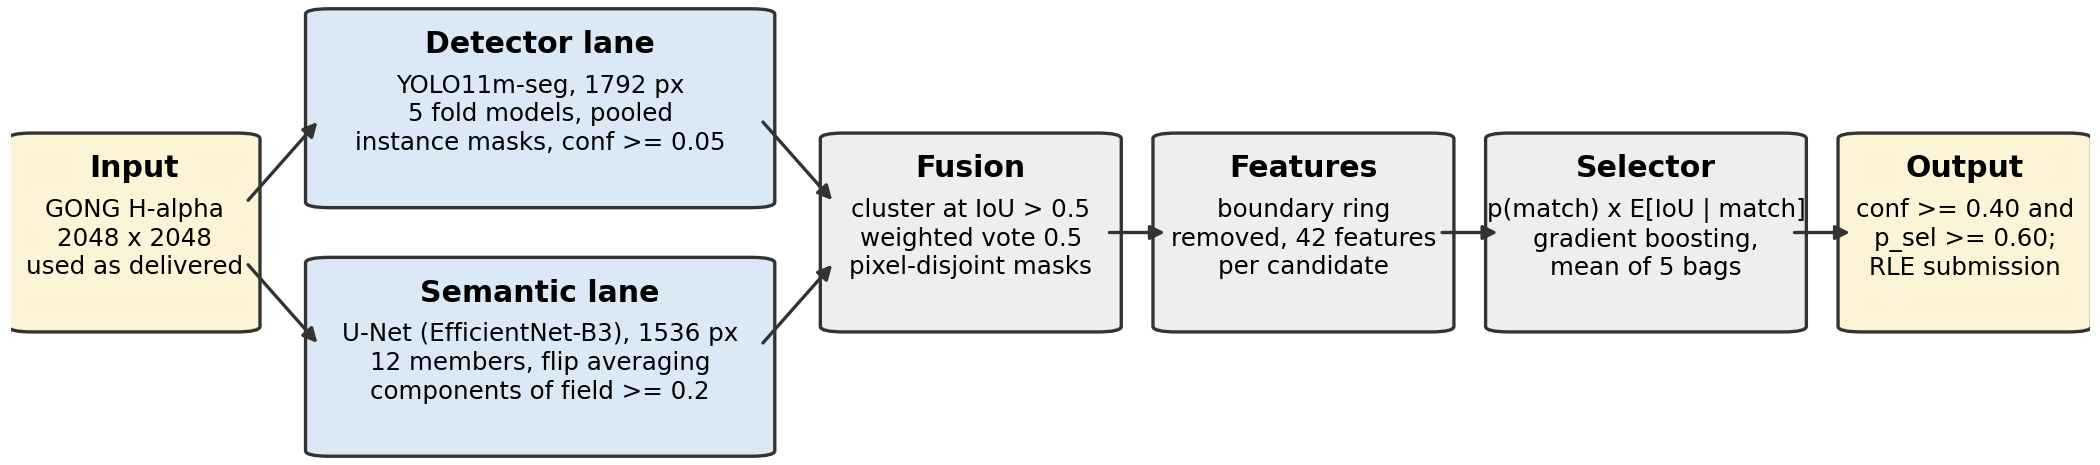 Input
GONG H-alpha
2048 x 2048
used as delivered
Detector lane
YOLO11m-seg, 1792 px
5 fold models, pooled
instance masks, conf >= 0.05
Semantic lane
U-Net (EfficientNet-B3), 1536 px
12 members, flip averaging
components of field >= 0.2
Fusion
cluster at IoU > 0.5
weighted vote 0.5
pixel-disjoint masks
Features
boundary ring
removed, 42 features
per candidate
Selector
p(match) x E[IoU | match]
gradient boosting,
mean of 5 bags
Output
conf >= 0.40 and
p_sel >= 0.60;
RLE submission